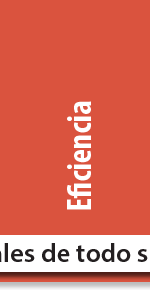 Eficiencia
ales de todo s